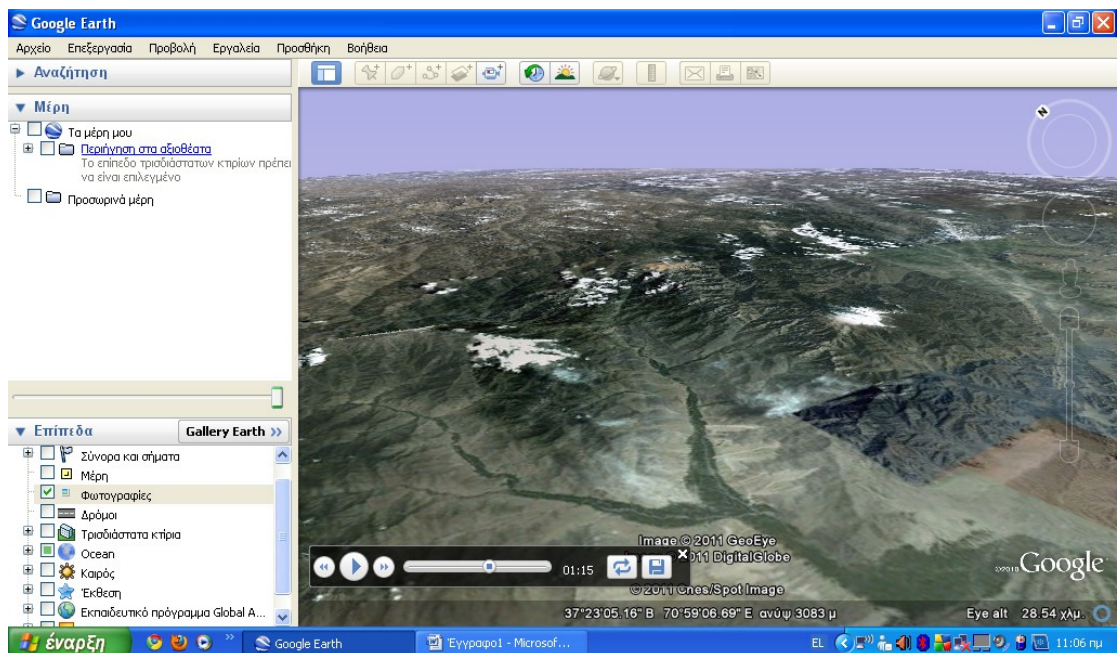 Google Earth
Αρχείο Επεξεργασία Προβολή Εργαλεία Προσθήκη Βοήθεια
Αναζήτηση
Μέρη
Τα μέρη μου
Περιήγηση στα αξιοθέατα
Το επίπεδο τρισδιάστατων κτιρίων πρέπει
να είναι επιλεγμένο
Προσωρινά μέρη
Επίπεδα
Gallery Earth >>
Σύνορα και σήματα
Μέρη
Φωτογραφίες
Δρόμοι
Τρισδιάστατα κτίρια
Ocean
Καιρός
Έκθεση
Εκπαιδευτικό πρόγραμμα Global A...
N
Image © 2011 GeoEye
2011 DigitalGlobe
01:15
© 2011 Cnes/Spot Image
©2010 Google
37°23'05.16" Β 70°59'06.69" Ε ανύψ 3083 μ
Eye alt 28.54 χλμ.
έναρξη
Google Earth
Έγγραφο1 - Microsof...
EL
11:06 πμ